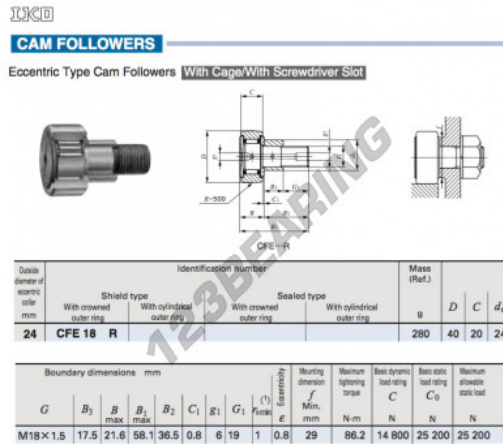 IKO
CAM FOLLOWERS
Eccentric Type Cam Followers With Cage/With Screwdriver Slot
C
D
R=500
B
CFE…R
123BEARING
Outside diameter of eccentric collar mm
Identification number
Mass (Ref.) g
Shield type
Sealed type
With crowned outer ring
With cylindrical outer ring
With crowned outer ring
With cylindrical outer ring
D C
24 CFE 18 R 280 40 20 24
Boundary dimensions mm
G B3 B max B1 max B2 C1 g1 G1 (1) rs min
Eccentricity ε
Mounting dimension f Min. mm
Maximum tightening torque N-m
Basic dynamic load rating C N
Basic static load rating C0 N
Maximum allowable static load N
M18×1.5 17.5 21.6 58.1 36.5 0.8 6 19 1 0.8 29 86.2 14 800 25 200 25 200